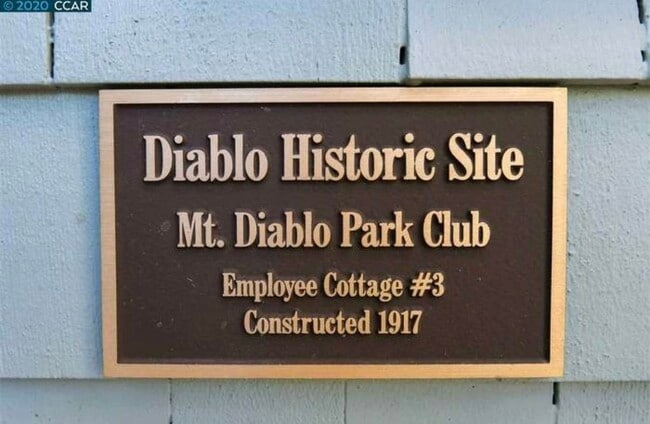 © 2020 CCAR
Diablo Historic Site
Mt. Diablo Park Club
Employee Cottage #3
Constructed 1917